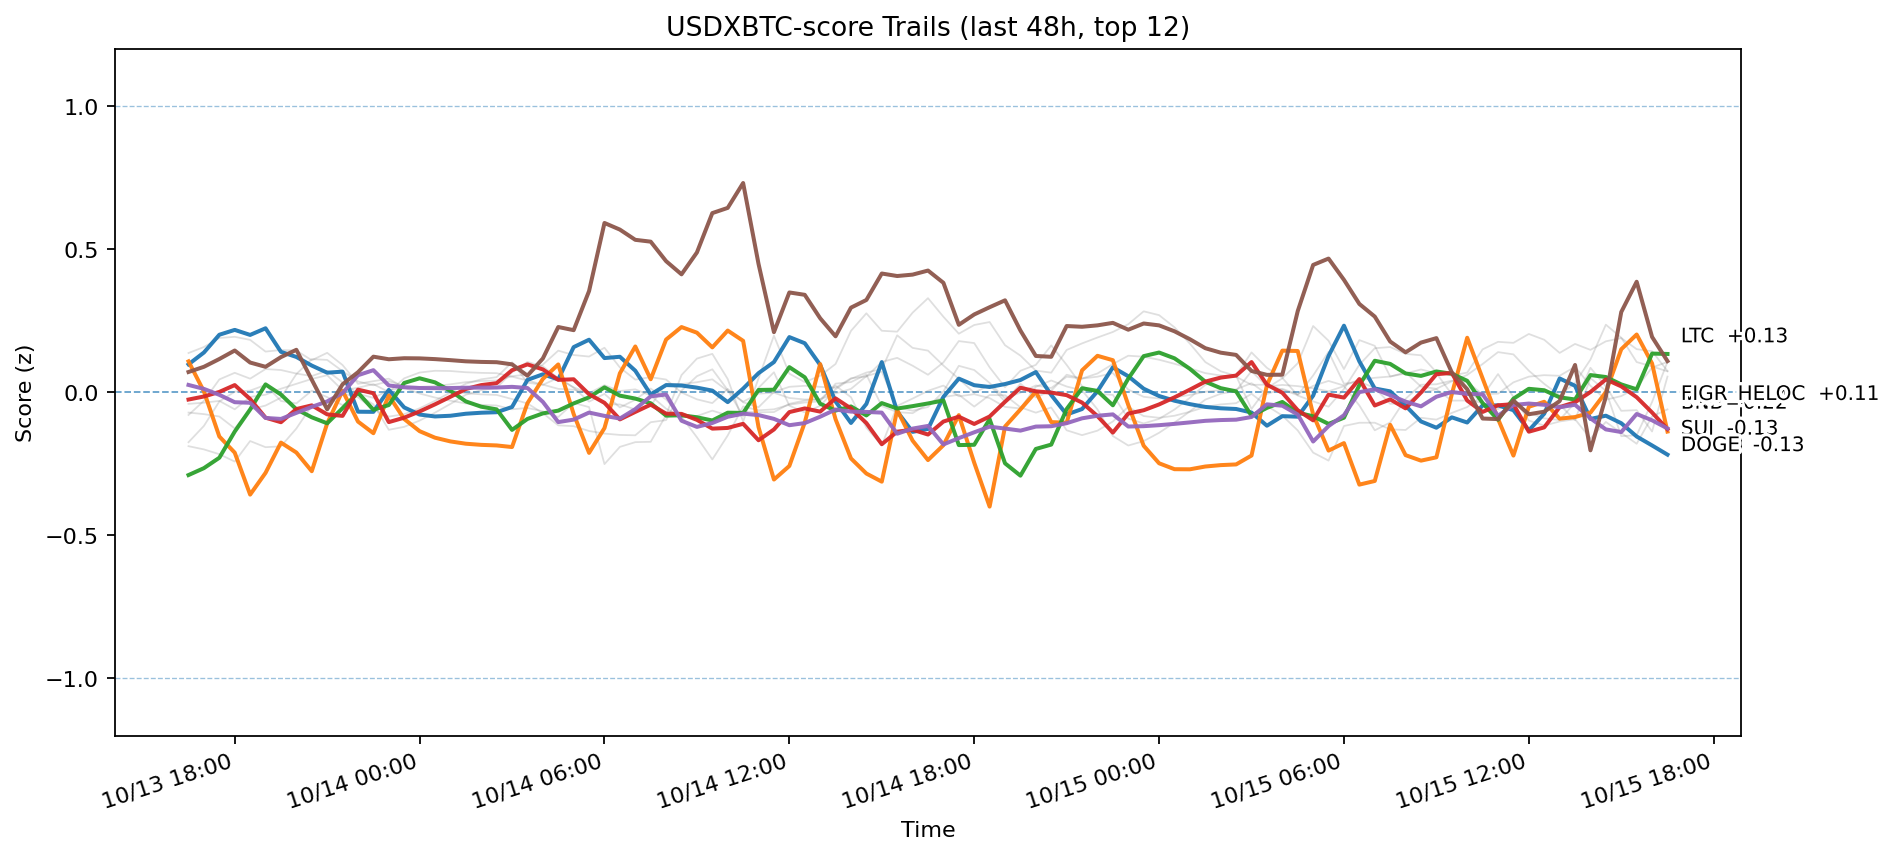 USDXBTC-score Trails (last 48h, top 12)
Score (z)
1.0
0.5
0.0
−0.5
−1.0
LTC +0.13
FIGR_HELOC +0.11
SUI -0.13
DOGE -0.13
10/13 18:00
10/14 00:00
10/14 06:00
10/14 12:00
10/14 18:00
10/15 00:00
10/15 06:00
10/15 12:00
10/15 18:00
Time